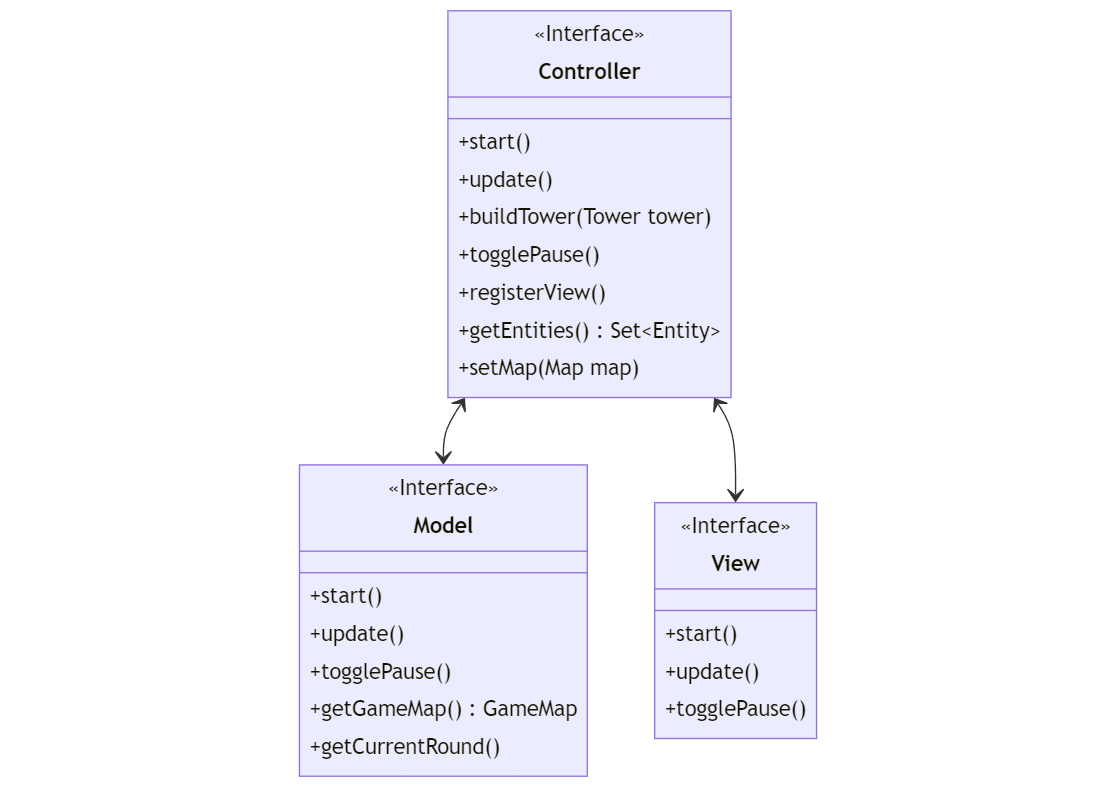 «Interface»
Controller
+start()
+update()
+buildTower(Tower tower)
+togglePause()
+registerView()
+getEntities() : Set<Entity>
+setMap(Map map)
«Interface»
Model
+start()
+update()
+togglePause()
+getGameMap() : GameMap
+getCurrentRound()
«Interface»
View
+start()
+update()
+togglePause()